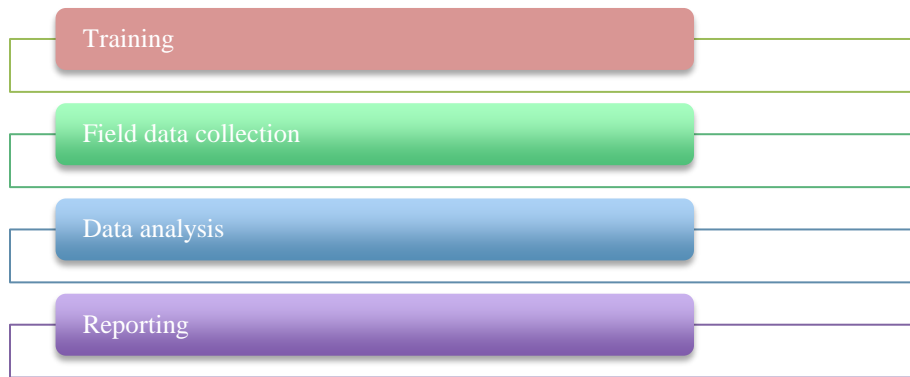 Training
Field data collection
Data analysis
Reporting